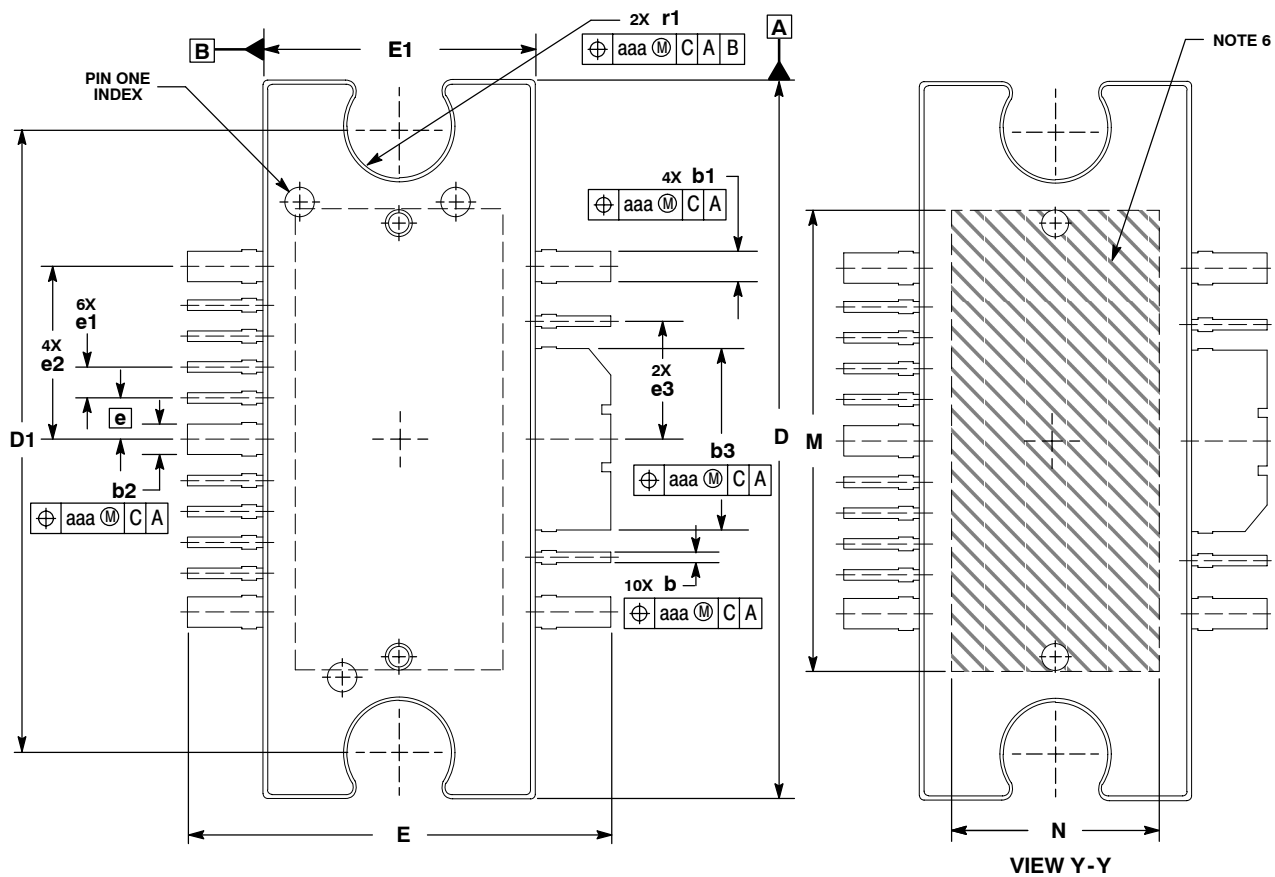 2X r1
⌖ aaa Ⓜ C A B
B
E1
A
NOTE 6
PIN ONE
INDEX
4X b1
⌖ aaa Ⓜ C A
6X
e1
4X
e2
2X
e3
e
D1
D
M
b3
⌖ aaa Ⓜ C A
b2
⌖ aaa Ⓜ C A
10X b
⌖ aaa Ⓜ C A
E
N
VIEW Y-Y